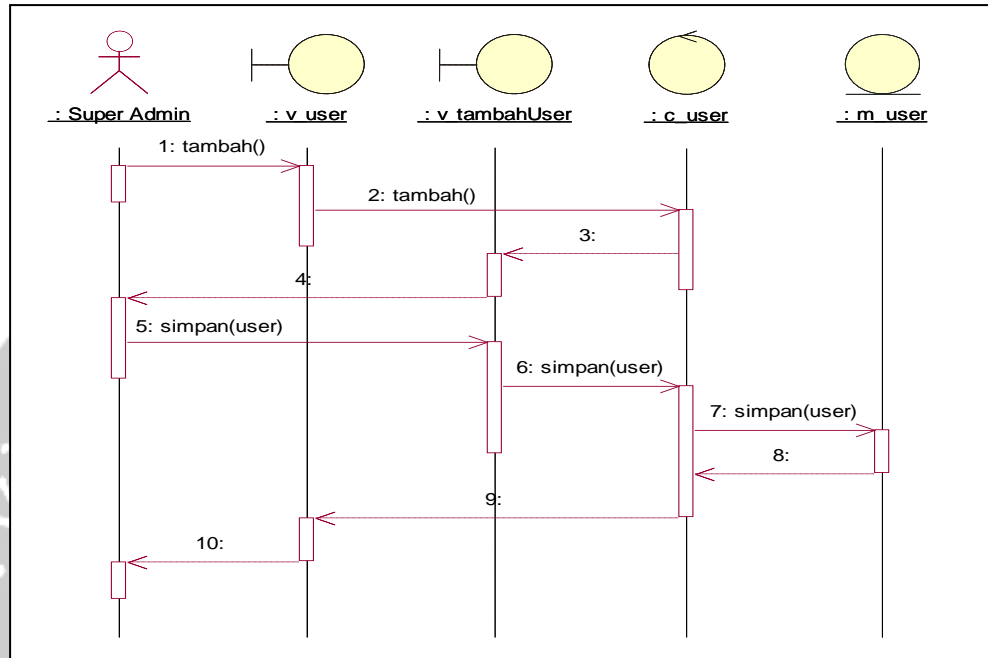 : Super Admin
: v_user
: v_tambahUser
: c_user
: m_user
1: tambah()
2: tambah()
3:
4:
5: simpan(user)
6: simpan(user)
7: simpan(user)
8:
9:
10: